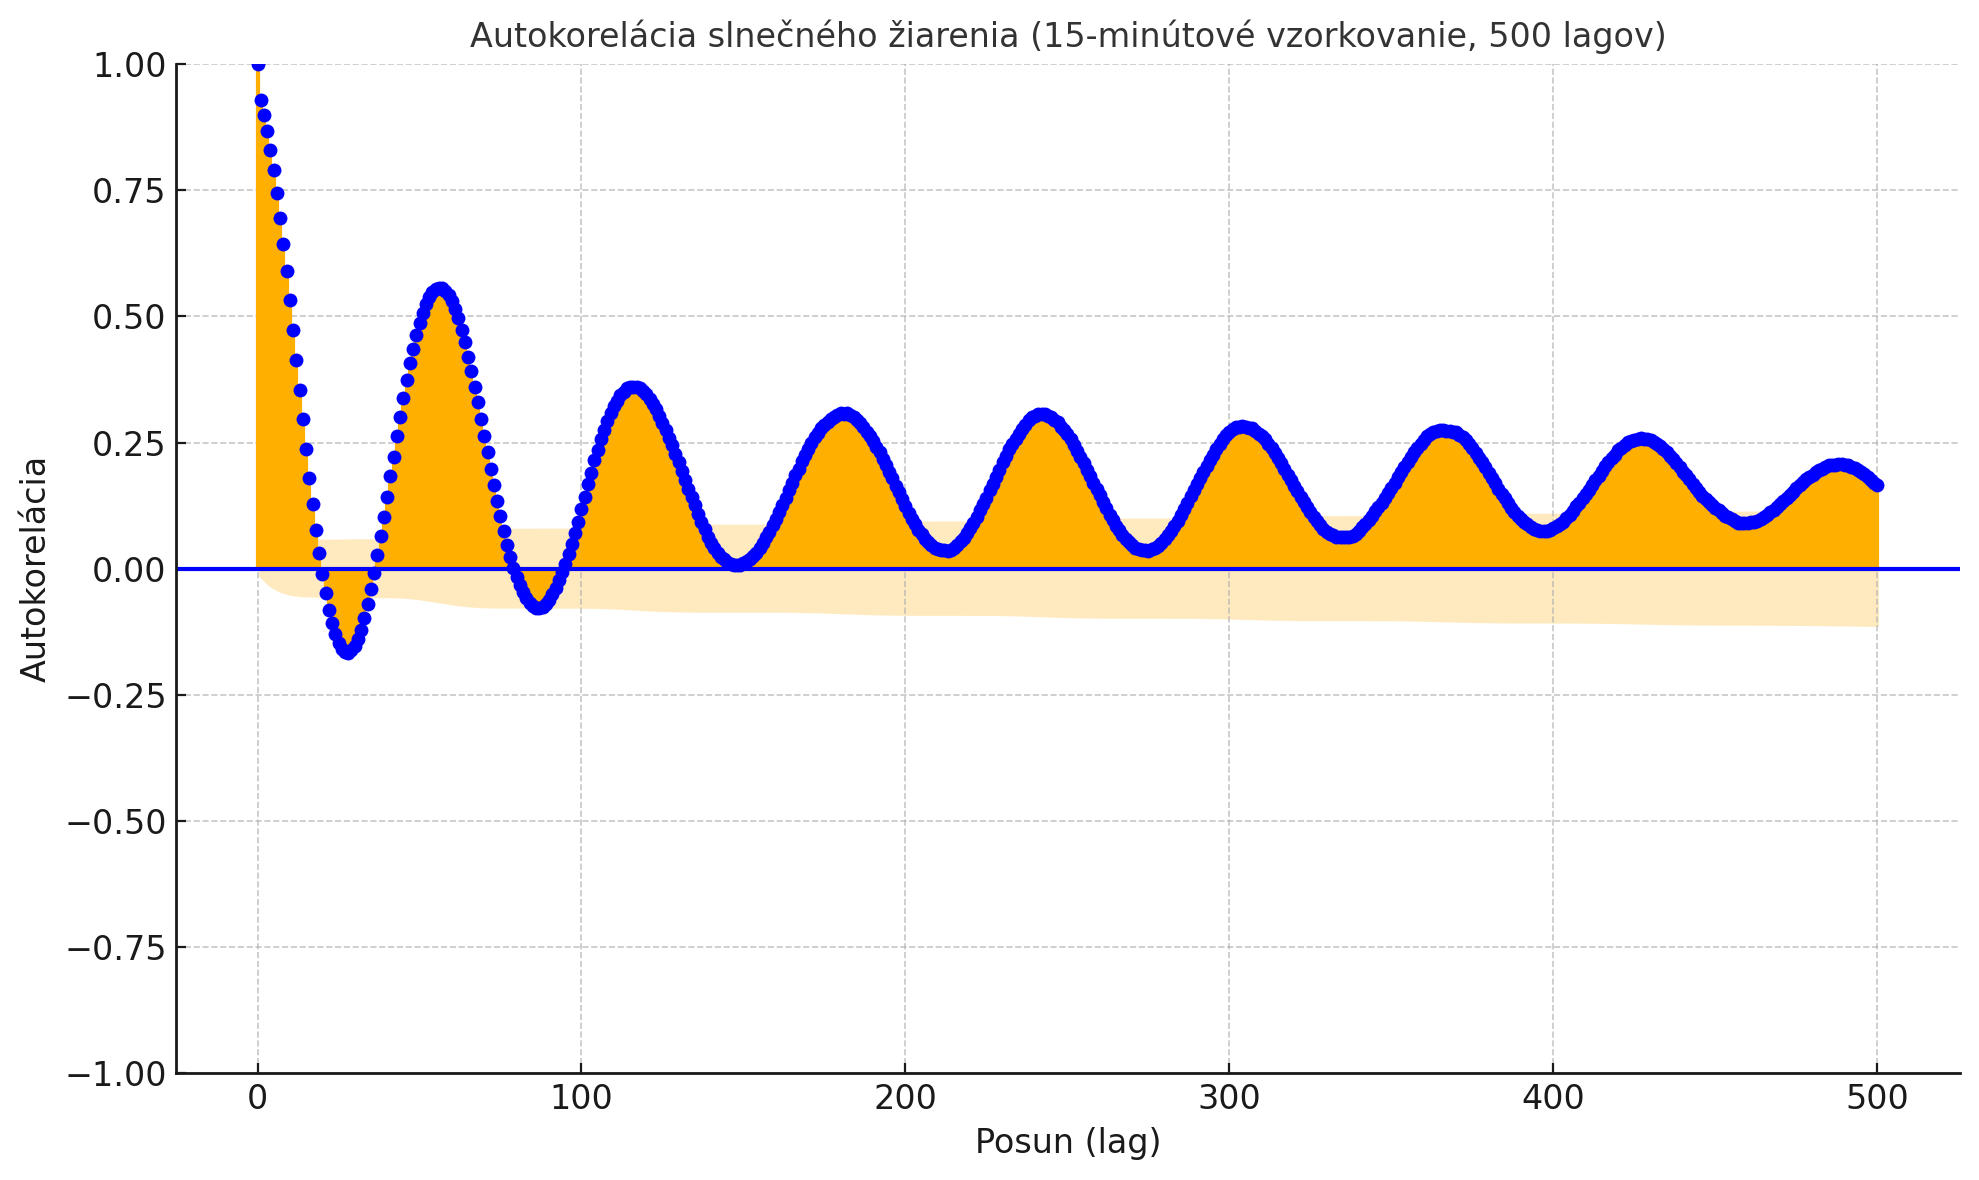 Autokorelácia slnečného žiarenia (15-minútové vzorkovanie, 500 lagov)
1.00
0.75
0.50
0.25
0.00
−0.25
−0.50
−0.75
−1.00
Autokorelácia
0 100 200 300 400 500
Posun (lag)